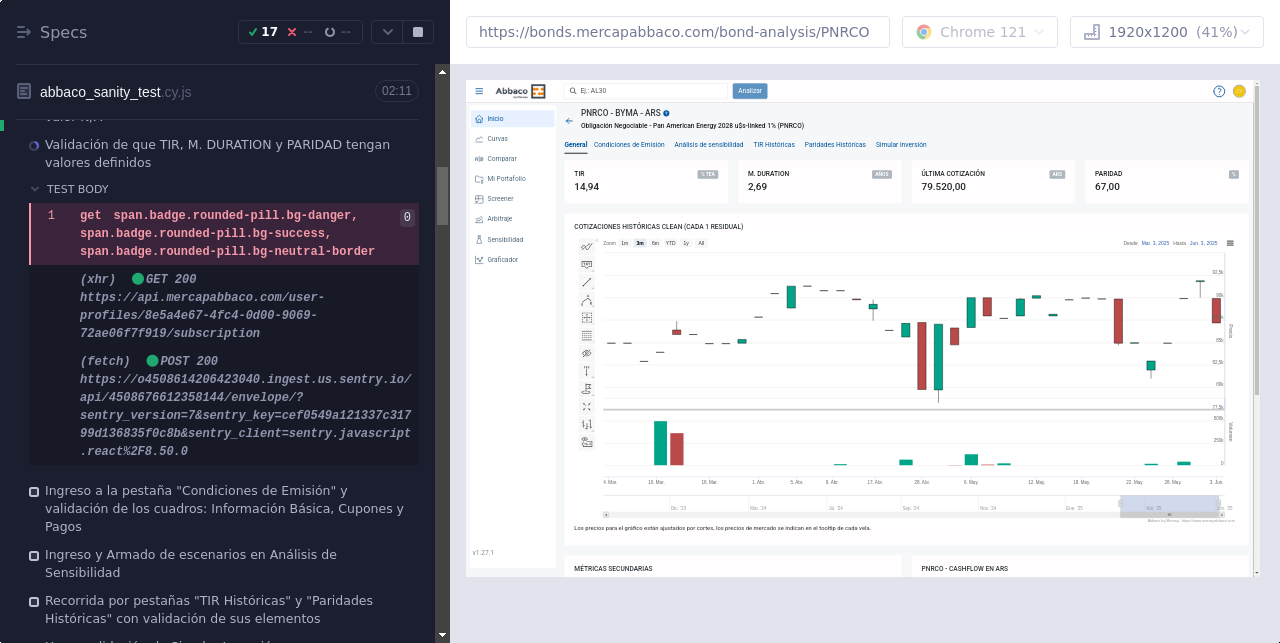 Specs
17
--
--
https://bonds.mercapabbaco.com/bond-analysis/PNRCO
Chrome 121
1920x1200 (41%)
abbaco_sanity_test.cy.js
02:11
Validación de que TIR, M. DURATION y PARIDAD tengan
valores definidos
TEST BODY
1 get span.badge.rounded-pill.bg-danger, 0
span.badge.rounded-pill.bg-success,
span.badge.rounded-pill.bg-neutral-border
(xhr) GET 200
https://api.mercapabbaco.com/user-
profiles/8e5a4e67-4fc4-0d00-9069-
72ae06f7f919/subscription
(fetch) POST 200
https://o4508614206423040.ingest.us.sentry.io/
api/4508676612358144/envelope/?
sentry_version=7&sentry_key=cef0549a121337c317
99d136835f0c8b&sentry_client=sentry.javascript
.react%2F8.50.0
Ingreso a la pestaña "Condiciones de Emisión" y
validación de los cuadros: Información Básica, Cupones y
Pagos
Ingreso y Armado de escenarios en Análisis de
Sensibilidad
Recorrida por pestañas "TIR Históricas" y "Paridades
Históricas" con validación de sus elementos
Abbaco
Ej.: AL30
Analizar
Inicio
Curvas
Comparar
Mi Portafolio
Screener
Arbitraje
Sensibilidad
Graficador
v1.27.1
PNRCO - BYMA - ARS
Obligación Negociable - Pan American Energy 2028 u$s-linked 1% (PNRCO)
General Condiciones de Emisión Análisis de sensibilidad TIR Históricas Paridades Históricas Simular inversión
TIR % TEA
14,94
M. DURATION AÑOS
2,69
ÚLTIMA COTIZACIÓN ARS
79.520,00
PARIDAD %
67,00
COTIZACIONES HISTÓRICAS CLEAN (CADA 1 RESIDUAL)
Zoom 1m 3m 6m YTD 1y All
Desde Mar. 3, 2025 Hasta Jun. 3, 2025
92,5k
90k
85k
82,5k
80k
77,5k
Precio
500k
250k
0
Volumen
4. Mar. 10. Mar. 18. Mar. 1. Abr. 5. Abr. 9. Abr. 17. Abr. 28. Abr. 6. May. 12. May. 18. May. 22. May. 28. May. 3. Jun.
Dic. '23 Mar. '24 Jul. '24 Sep. '24 Nov. '24 Ene. '25 Abr. '25
Los precios para el gráfico están ajustados por cortes, los precios de mercado se indican en el tooltip de cada vela.
MÉTRICAS SECUNDARIAS
PNRCO - CASHFLOW EN ARS